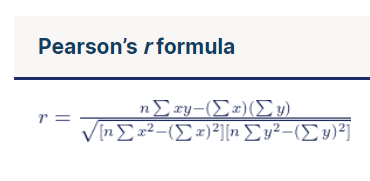 Pearson's r formula
r = n∑xy−(∑x)(∑y) / √[n∑x²−(∑x)²][n∑y²−(∑y)²]